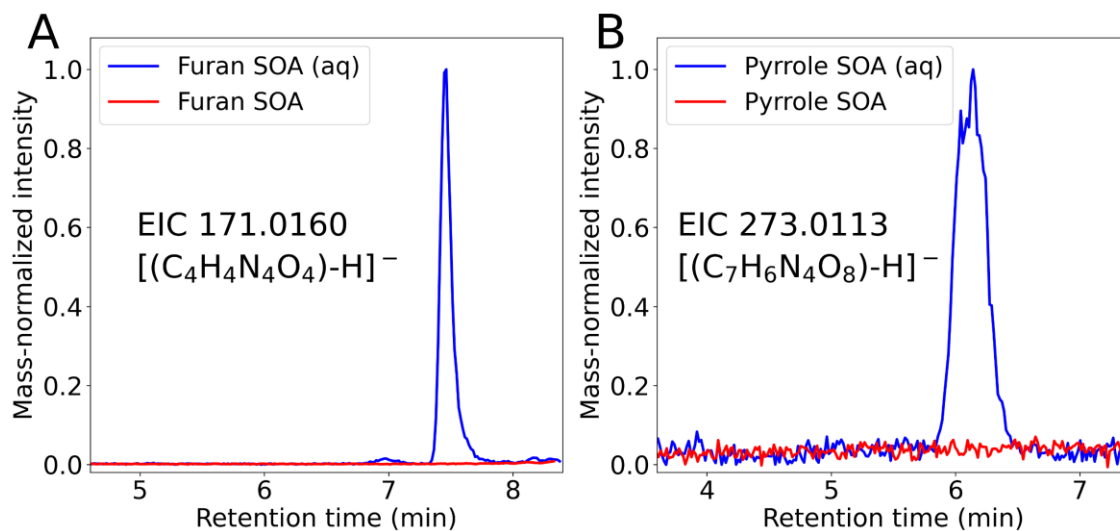 A
Mass-normalized intensity
1.0
0.8
0.6
0.4
0.2
0.0
Furan SOA (aq)
Furan SOA
EIC 171.0160
[(C₄H₄N₄O₄)-H]⁻
5
6
7
8
Retention time (min)
B
Mass-normalized intensity
1.0
0.8
0.6
0.4
0.2
0.0
Pyrrole SOA (aq)
Pyrrole SOA
EIC 273.0113
[(C₇H₆N₄O₈)-H]⁻
4
5
6
7
Retention time (min)